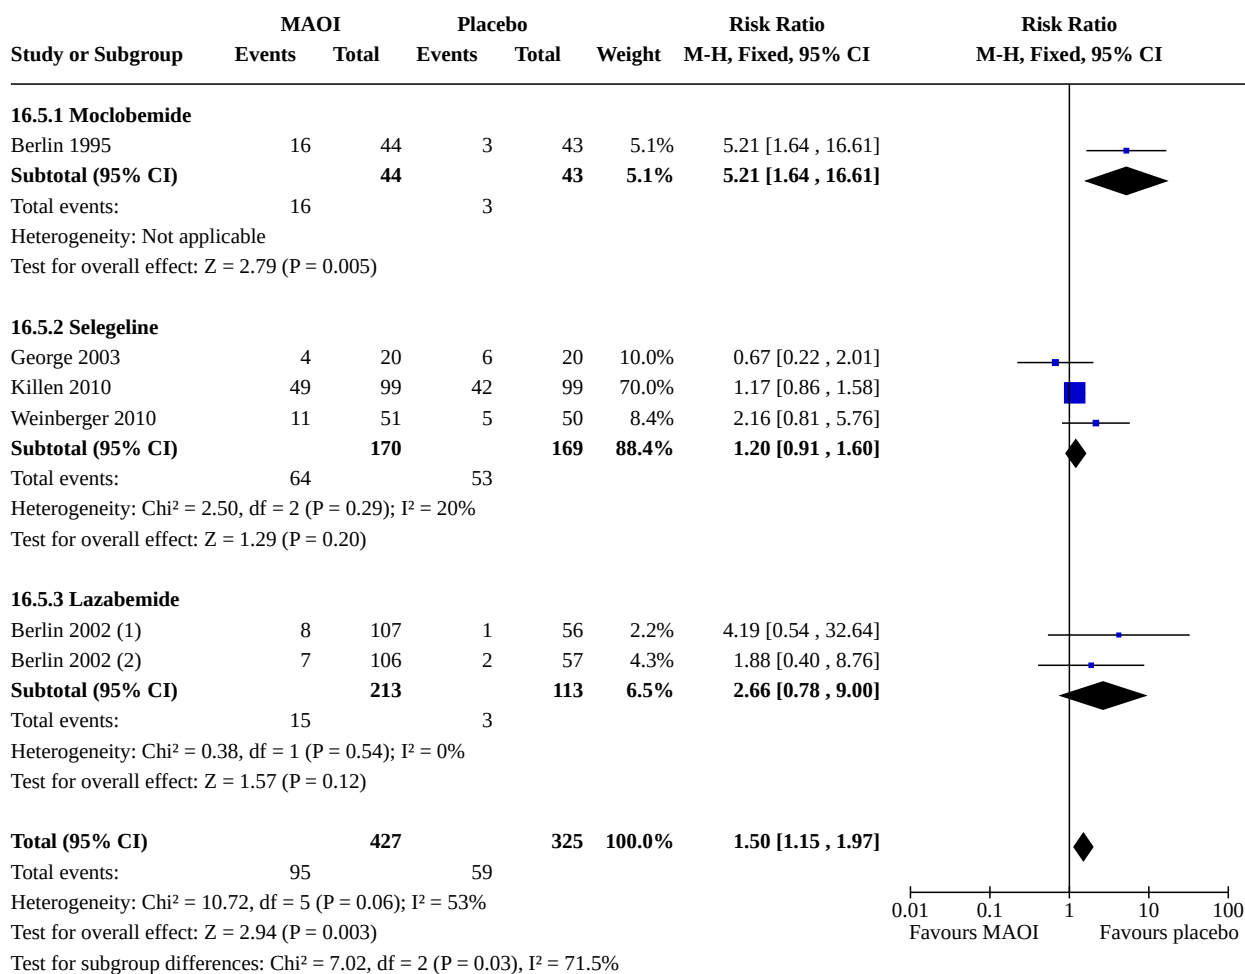 MAOI Placebo Risk Ratio Risk Ratio
Study or Subgroup Events Total Events Total Weight M-H, Fixed, 95% CI M-H, Fixed, 95% CI
16.5.1 Moclobemide
Berlin 1995 16 44 3 43 5.1% 5.21 [1.64 , 16.61]
Subtotal (95% CI) 44 43 5.1% 5.21 [1.64 , 16.61]
Total events: 16 3
Heterogeneity: Not applicable
Test for overall effect: Z = 2.79 (P = 0.005)
16.5.2 Selegeline
George 2003 4 20 6 20 10.0% 0.67 [0.22 , 2.01]
Killen 2010 49 99 42 99 70.0% 1.17 [0.86 , 1.58]
Weinberger 2010 11 51 5 50 8.4% 2.16 [0.81 , 5.76]
Subtotal (95% CI) 170 169 88.4% 1.20 [0.91 , 1.60]
Total events: 64 53
Heterogeneity: Chi² = 2.50, df = 2 (P = 0.29); I² = 20%
Test for overall effect: Z = 1.29 (P = 0.20)
16.5.3 Lazabemide
Berlin 2002 (1) 8 107 1 56 2.2% 4.19 [0.54 , 32.64]
Berlin 2002 (2) 7 106 2 57 4.3% 1.88 [0.40 , 8.76]
Subtotal (95% CI) 213 113 6.5% 2.66 [0.78 , 9.00]
Total events: 15 3
Heterogeneity: Chi² = 0.38, df = 1 (P = 0.54); I² = 0%
Test for overall effect: Z = 1.57 (P = 0.12)
Total (95% CI) 427 325 100.0% 1.50 [1.15 , 1.97]
Total events: 95 59
Heterogeneity: Chi² = 10.72, df = 5 (P = 0.06); I² = 53%
0.01 0.1 1 10 100
Test for overall effect: Z = 2.94 (P = 0.003)
Favours MAOI Favours placebo
Test for subgroup differences: Chi² = 7.02, df = 2 (P = 0.03), I² = 71.5%